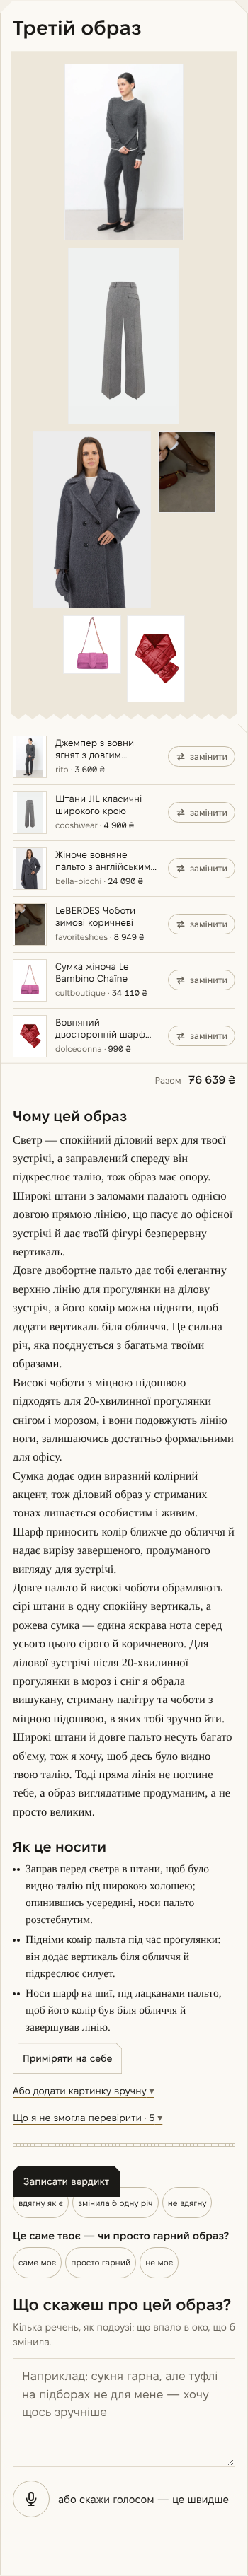 Третій образ
Джемпер з вовни
ягнят з довгим...
rito · 3 600 ₴
замінити
Штани JIL класичні
широкого крою
cooshwear · 4 900 ₴
замінити
Жіноче вовняне
пальто з англійським...
bella-bicchi · 24 090 ₴
замінити
LeBERDES Чоботи
зимові коричневі
favoriteshoes · 8 949 ₴
замінити
Сумка жіноча Le
Bambino Chaîne
cultboutique · 34 110 ₴
замінити
Вовняний
двосторонній шарф...
dolcedonna · 990 ₴
замінити
Разом 76 639 ₴
Чому цей образ
Светр — спокійний діловий верх для твоєї
зустрічі, а заправлений спереду він
підкреслює талію, тож образ має опору.
Широкі штани з заломами падають однією
довгою прямою лінією, що пасує до офісної
зустрічі й дає твоїй фігурі безперервну
вертикаль.
Довге двобортне пальто дає тобі елегантну
верхню лінію для прогулянки на ділову
зустріч, а його комір можна підняти, щоб
додати вертикаль біля обличчя. Це сильна
річ, яка поєднується з багатьма твоїми
образами.
Високі чоботи з міцною підошвою
підходять для 20-хвилинної прогулянки
снігом і морозом, і вони подовжують лінію
ноги, залишаючись достатньо формальними
для офісу.
Сумка додає один виразний колірний
акцент, тож діловий образ у стриманих
тонах лишається особистим і живим.
Шарф приносить колір ближче до обличчя й
надає вирізу завершеного, продуманого
вигляду для зустрічі.
Довге пальто й високі чоботи обрамляють
сірі штани в одну спокійну вертикаль, а
рожева сумка — єдина яскрава нота серед
усього цього сірого й коричневого. Для
ділової зустрічі після 20-хвилинної
прогулянки в мороз і сніг я обрала
вишукану, стриману палітру та чоботи з
міцною підошвою, в яких тобі зручно йти.
Широкі штани й довге пальто несуть багато
об'єму, тож я хочу, щоб десь було видно
твою талію. Тоді пряма лінія не поглине
тебе, а образ виглядатиме продуманим, а не
просто великим.
Як це носити
•• Заправ перед светра в штани, щоб було
видно талію під широкою холошею;
опинившись усередині, носи пальто
розстебнутим.
•• Підніми комір пальта під час прогулянки:
він додає вертикаль біля обличчя й
підкреслює силует.
•• Носи шарф на шиї, під лацканами пальто,
щоб його колір був біля обличчя й
завершував лінію.
Приміряти на себе
Або додати картинку вручну ▾
Що я не змогла перевірити · 5 ▾
Записати вердикт
вдягну як є
змінила б одну річ
не вдягну
Це саме твоє — чи просто гарний образ?
саме моє
просто гарний
не моє
Що скажеш про цей образ?
Кілька речень, як подрузі: що впало в око, що б
змінила.
Наприклад: сукня гарна, але туфлі
на підборах не для мене — хочу
щось зручніше
або скажи голосом — це швидше